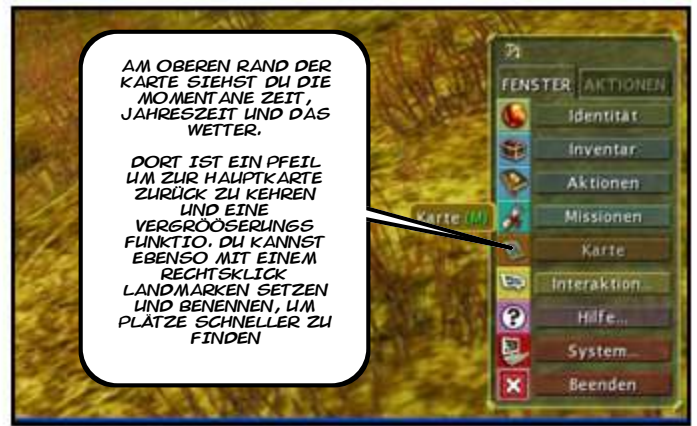 AM OBEREN RAND DER
KARTE SIEHST DU DIE
MOMENTANE ZEIT,
JAHRESZEIT UND DAS
WETTER.
DORT IST EIN PFEIL
UM ZUR HAUPTKARTE
ZURÜCK ZU KEHREN
UND EINE
VERGRÖÖSERUNGS
FUNKTIO. DU KANNST
EBENSO MIT EINEM
RECHTSKLICK
LANDMARKEN SETZEN
UND BENENNEN, UM
PLÄTZE SCHNELLER ZU
FINDEN
Karte (M)
FENSTER AKTIONEN
Identität
Inventar
Aktionen
Missionen
Karte
Interaktion...
Hilfe...
System...
Beenden